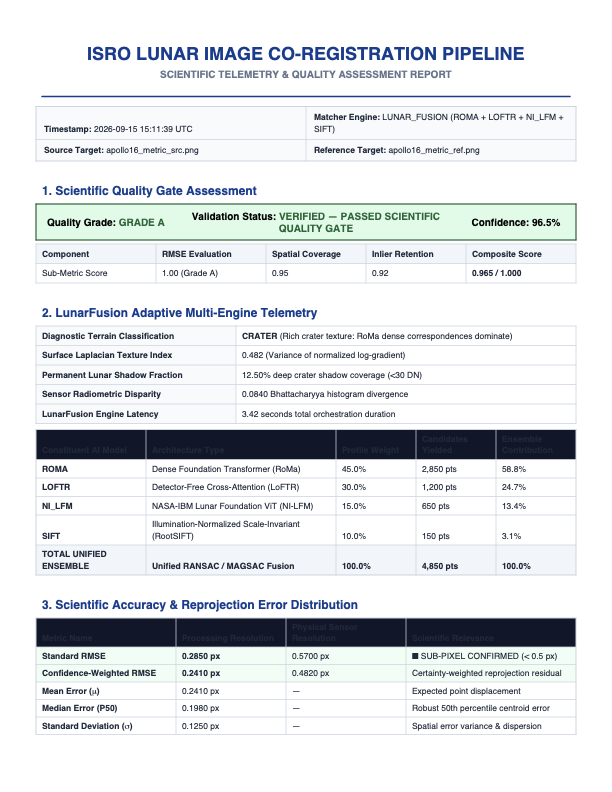 ISRO LUNAR IMAGE CO-REGISTRATION PIPELINE
SCIENTIFIC TELEMETRY & QUALITY ASSESSMENT REPORT
Timestamp: 2026-09-15 15:11:39 UTC
Matcher Engine: LUNAR_FUSION (ROMA + LOFTR + NI_LFM +
SIFT)
Source Target: apollo16_metric_src.png
Reference Target: apollo16_metric_ref.png
1. Scientific Quality Gate Assessment
Quality Grade: GRADE A
Validation Status: VERIFIED — PASSED SCIENTIFIC
QUALITY GATE
Confidence: 96.5%
Component RMSE Evaluation Spatial Coverage Inlier Retention Composite Score
Sub-Metric Score 1.00 (Grade A) 0.95 0.92 0.965 / 1.000
2. LunarFusion Adaptive Multi-Engine Telemetry
Diagnostic Terrain Classification CRATER (Rich crater texture: RoMa dense correspondences dominate)
Surface Laplacian Texture Index 0.482 (Variance of normalized log-gradient)
Permanent Lunar Shadow Fraction 12.50% deep crater shadow coverage (<30 DN)
Sensor Radiometric Disparity 0.0840 Bhattacharyya histogram divergence
LunarFusion Engine Latency 3.42 seconds total orchestration duration
Constituent AI Model Architecture Type Profile Weight Candidates
Yielded Ensemble
Contribution
ROMA Dense Foundation Transformer (RoMa) 45.0% 2,850 pts 58.8%
LOFTR Detector-Free Cross-Attention (LoFTR) 30.0% 1,200 pts 24.7%
NI_LFM NASA-IBM Lunar Foundation ViT (NI-LFM) 15.0% 650 pts 13.4%
SIFT Illumination-Normalized Scale-Invariant
(RootSIFT) 10.0% 150 pts 3.1%
TOTAL UNIFIED
ENSEMBLE Unified RANSAC / MAGSAC Fusion 100.0% 4,850 pts 100.0%
3. Scientific Accuracy & Reprojection Error Distribution
Metric Name Processing Resolution Physical Sensor
Resolution Scientific Relevance
Standard RMSE 0.2850 px 0.5700 px ■ SUB-PIXEL CONFIRMED (< 0.5 px)
Confidence-Weighted RMSE 0.2410 px 0.4820 px Certainty-weighted reprojection residual
Mean Error (μ) 0.2410 px — Expected point displacement
Median Error (P50) 0.1980 px — Robust 50th percentile centroid error
Standard Deviation (σ) 0.1250 px — Spatial error variance & dispersion